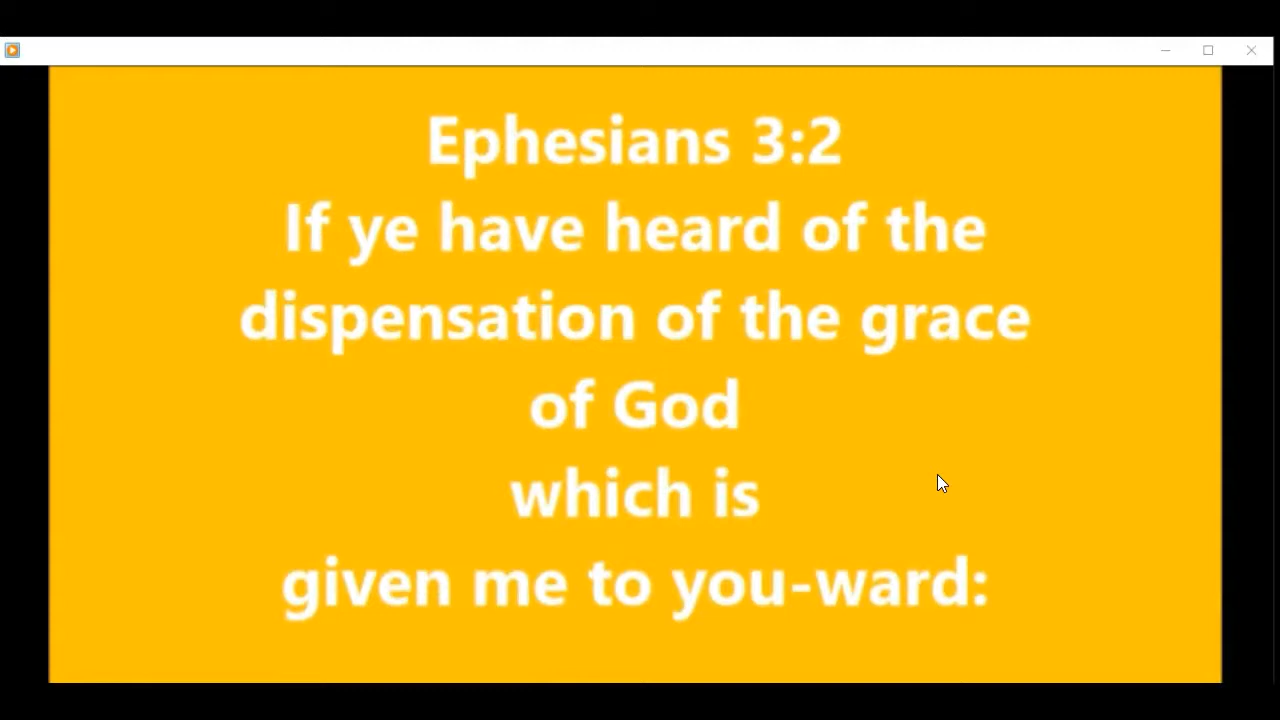 Ephesians 3:2
If ye have heard of the
dispensation of the grace
of God
which is
given me to you-ward: